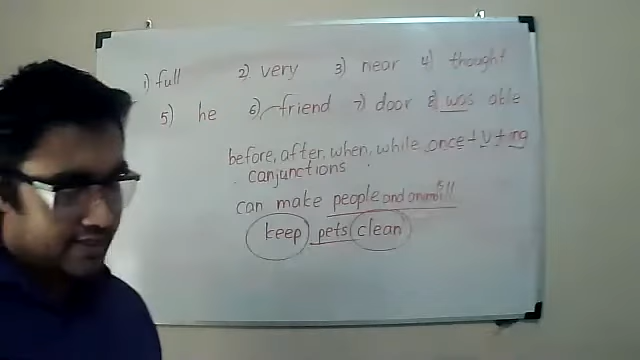 1) full 2) very 3) near 4) thought
5) he 6) friend 7) door 8) was able
before, after, when, while once + V + ing
canjunctions
can make people and animals ill
keep pets clean